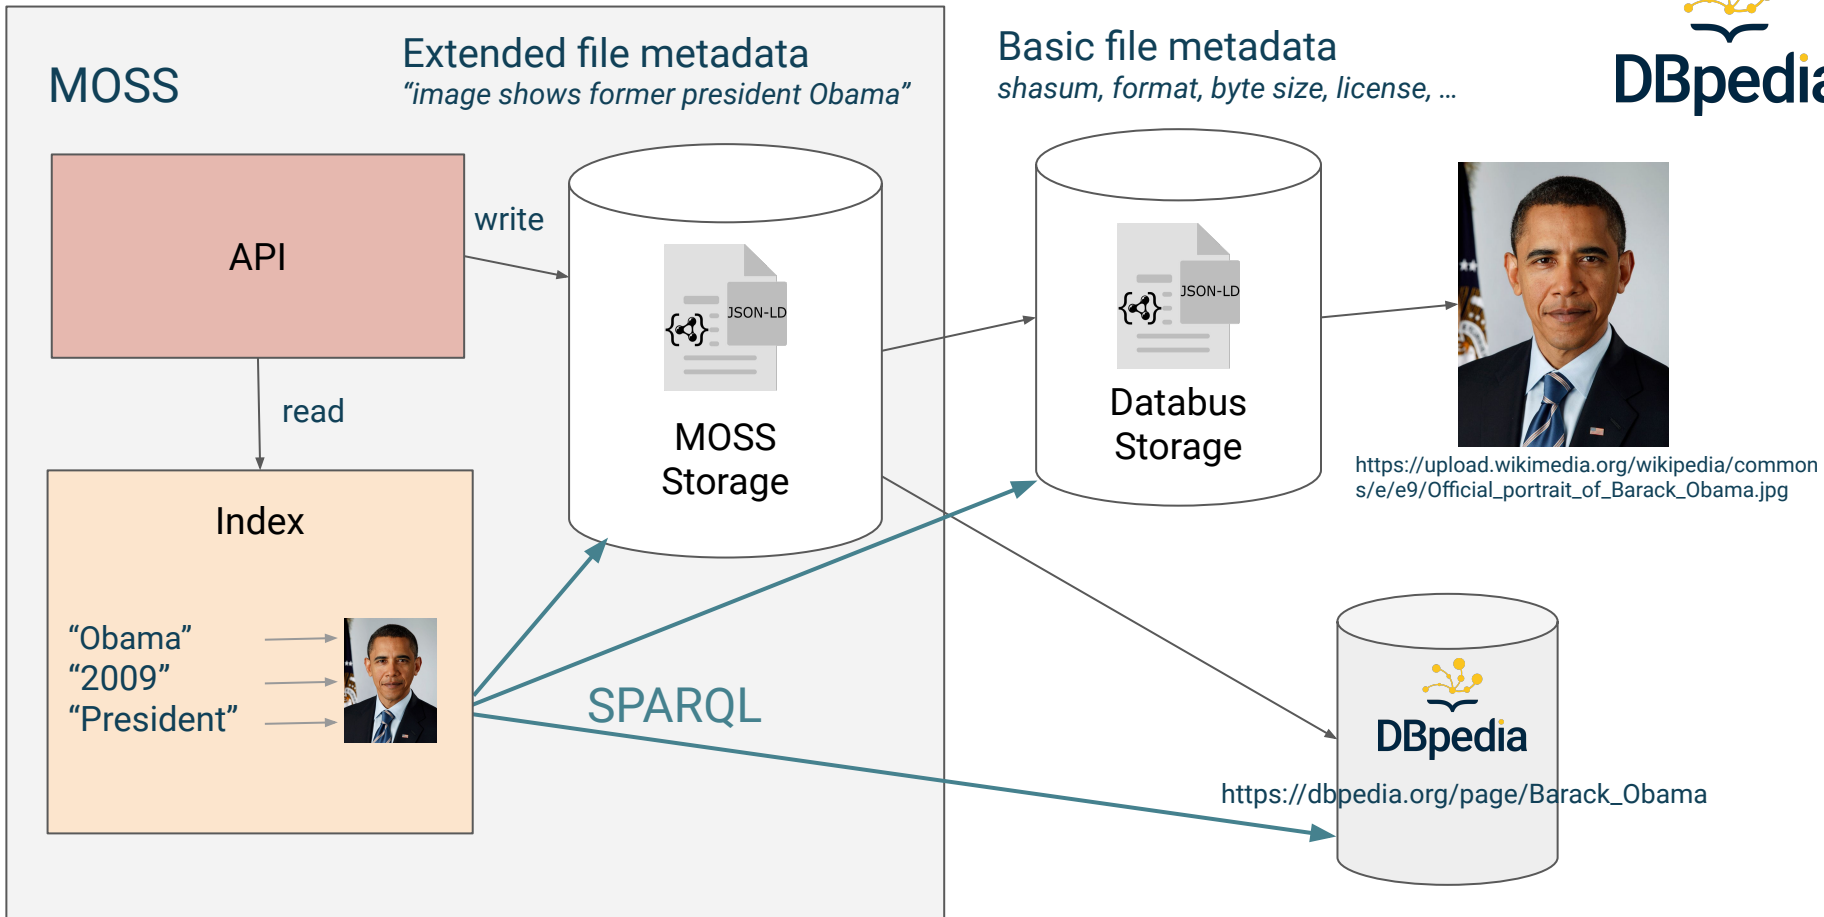 MOSS
Extended file metadata
“image shows former president Obama”
Basic file metadata
shasum, format, byte size, license, ...
DBpedia
API
write
read
JSON-LD
MOSS
Storage
JSON-LD
Databus
Storage
https://upload.wikimedia.org/wikipedia/common
s/e/e9/Official_portrait_of_Barack_Obama.jpg
Index
“Obama”
“2009”
“President”
SPARQL
DBpedia
https://dbpedia.org/page/Barack_Obama